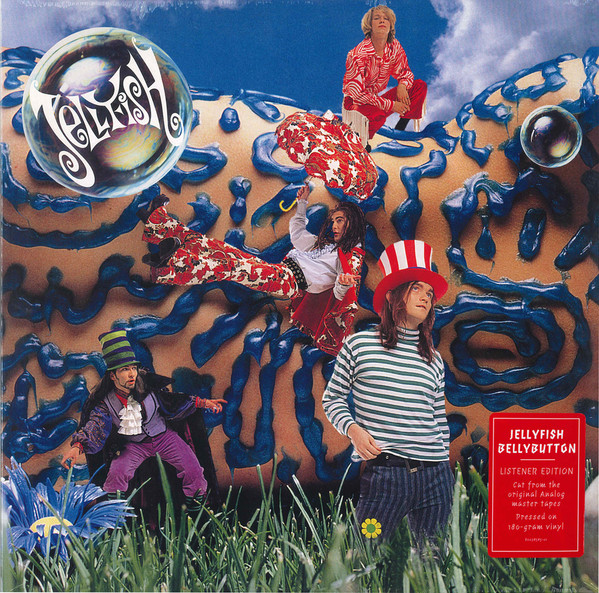 JELLYFISH
JELLYFISH
BELLYBUTTON
LISTENER EDITION
Cut from the
original Analog
master tapes
Pressed on
180-gram vinyl